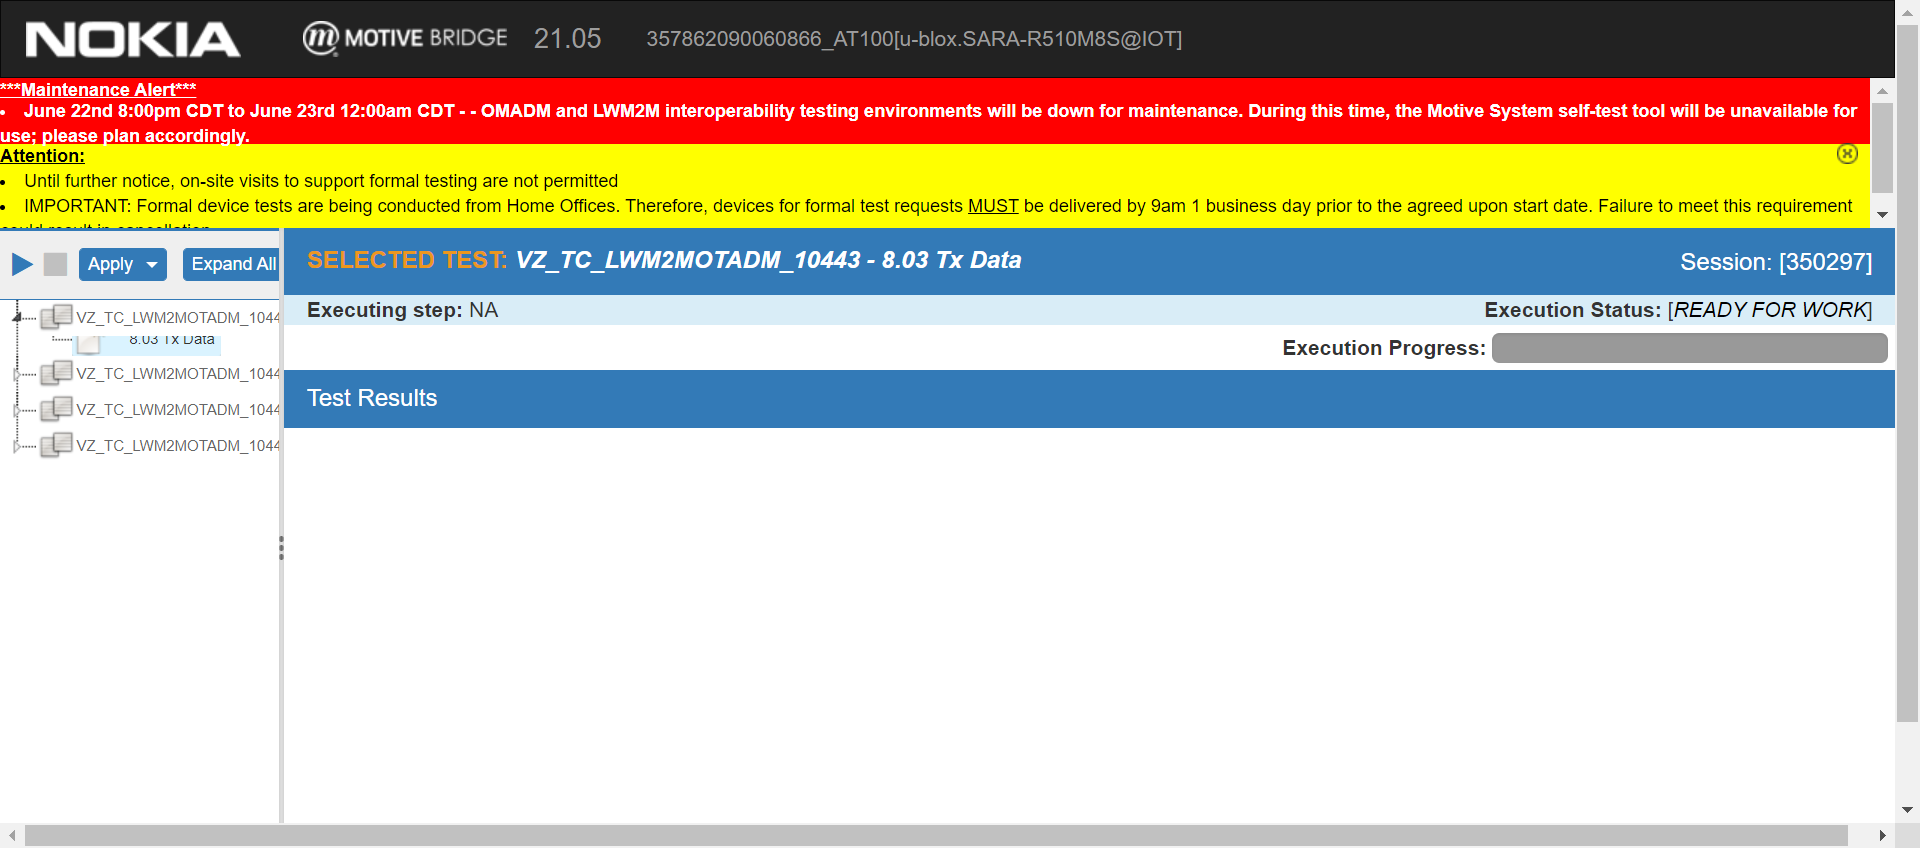 NOKIA MOTIVE BRIDGE 21.05 357862090060866_AT100[u-blox.SARA-R510M8S@IOT]
***Maintenance Alert***
• June 22nd 8:00pm CDT to June 23rd 12:00am CDT - - OMADM and LWM2M interoperability testing environments will be down for maintenance. During this time, the Motive System self-test tool will be unavailable for
use; please plan accordingly.
Attention:
• Until further notice, on-site visits to support formal testing are not permitted
• IMPORTANT: Formal device tests are being conducted from Home Offices. Therefore, devices for formal test requests MUST be delivered by 9am 1 business day prior to the agreed upon start date. Failure to meet this requirement
could result in cancellation
Apply Expand All
SELECTED TEST: VZ_TC_LWM2MOTADM_10443 - 8.03 Tx Data
Session: [350297]
Executing step: NA
Execution Status: [READY FOR WORK]
Execution Progress:
Test Results
VZ_TC_LWM2MOTADM_1044
8.03 Tx Data
VZ_TC_LWM2MOTADM_1044
VZ_TC_LWM2MOTADM_1044
VZ_TC_LWM2MOTADM_1044